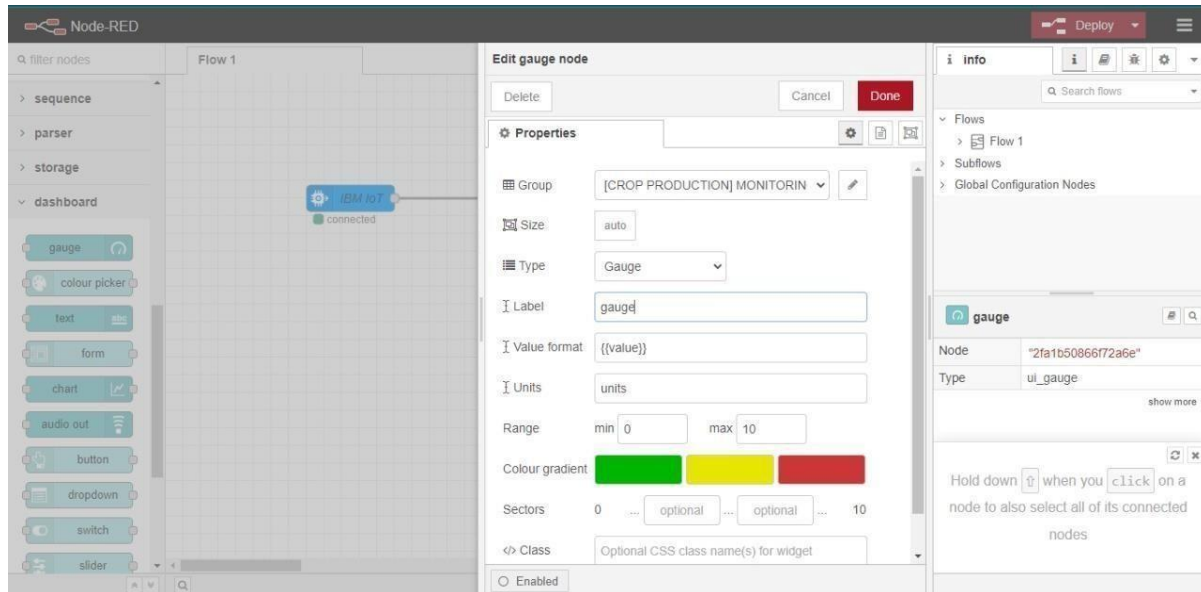 Node-RED
Deploy
filter nodes
sequence
parser
storage
dashboard
gauge
colour picker
text
abc
form
chart
audio out
button
dropdown
switch
slider
Flow 1
IBM IoT
connected
Edit gauge node
Delete
Cancel
Done
Properties
Group
[CROP PRODUCTION] MONITORIN
Size
auto
Type
Gauge
Label
gauge
Value format
{{value}}
Units
units
Range
min 0
max 10
Colour gradient
Sectors
0 ... optional ... optional ... 10
</> Class
Optional CSS class name(s) for widget
Enabled
i info
i
Search flows
Flows
Flow 1
Subflows
Global Configuration Nodes
gauge
Node
"2fa1b50866f72a6e"
Type
ui_gauge
show more
Hold down ⇧ when you click on a
node to also select all of its connected
nodes